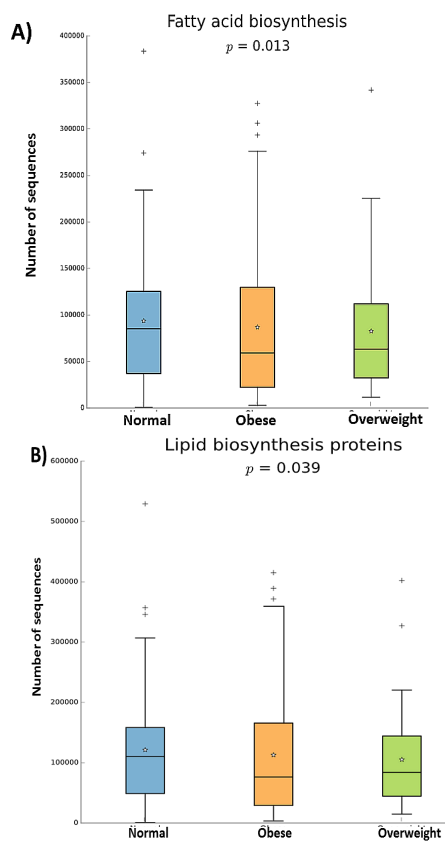 A)
Fatty acid biosynthesis
p = 0.013
Number of sequences
400000
350000
300000
250000
200000
150000
100000
50000
0
Normal
Obese
Overweight
B)
Lipid biosynthesis proteins
p = 0.039
Number of sequences
600000
500000
400000
300000
200000
100000
0
Normal
Obese
Overweight